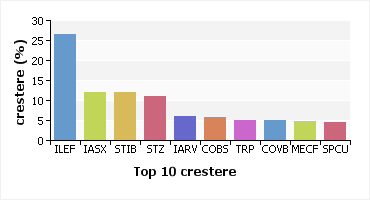 30
25
20
15
10
5
0
crestere (%)
ILEF IASX STIB STZ IARV COBS TRP COVB MECF SPCU
Top 10 crestere